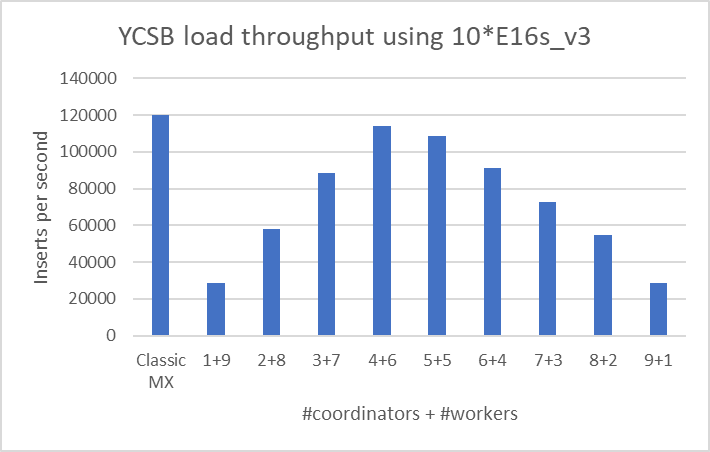 YCSB load throughput using 10*E16s_v3
Inserts per second
140000
120000
100000
80000
60000
40000
20000
0
Classic MX 1+9 2+8 3+7 4+6 5+5 6+4 7+3 8+2 9+1
#coordinators + #workers